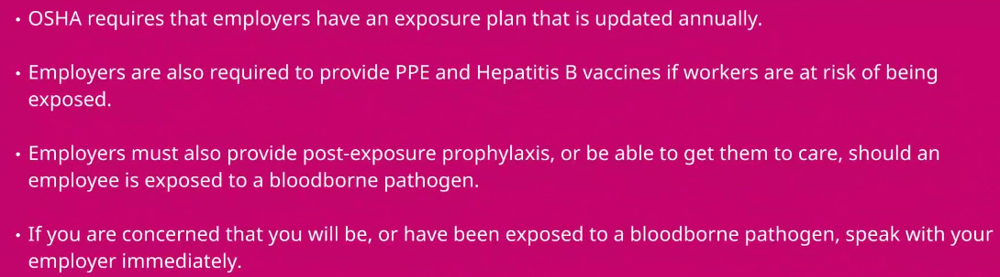 • OSHA requires that employers have an exposure plan that is updated annually.
• Employers are also required to provide PPE and Hepatitis B vaccines if workers are at risk of being
exposed.
• Employers must also provide post-exposure prophylaxis, or be able to get them to care, should an
employee is exposed to a bloodborne pathogen.
• If you are concerned that you will be, or have been exposed to a bloodborne pathogen, speak with your
employer immediately.